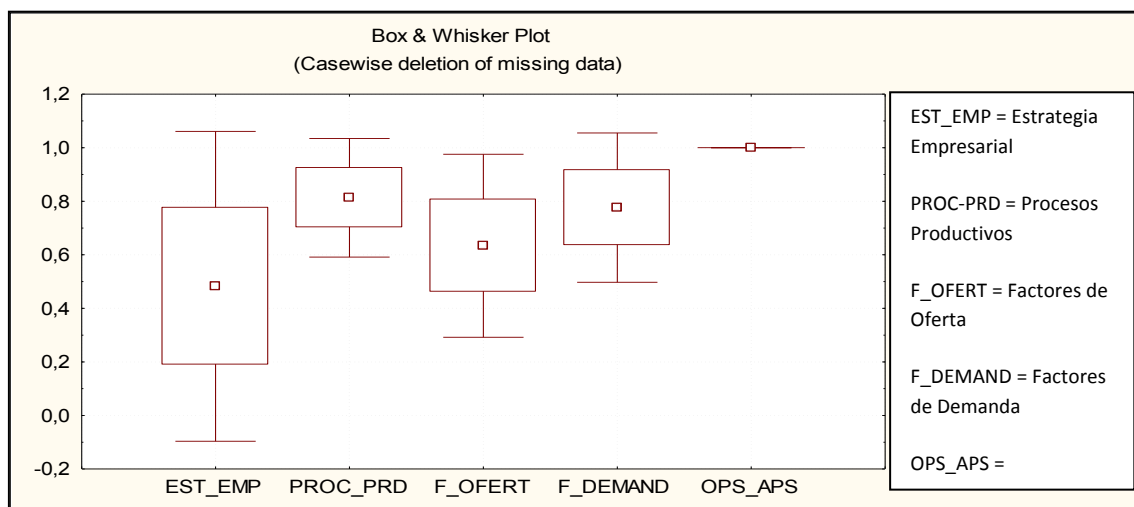 Box & Whisker Plot
(Casewise deletion of missing data)
1,2
1,0
0,8
0,6
0,4
0,2
0,0
-0,2
EST_EMP PROC_PRD F_OFERT F_DEMAND OPS_APS
EST_EMP = Estrategia
Empresarial
PROC-PRD = Procesos
Productivos
F_OFERT = Factores de
Oferta
F_DEMAND = Factores
de Demanda
OPS_APS =